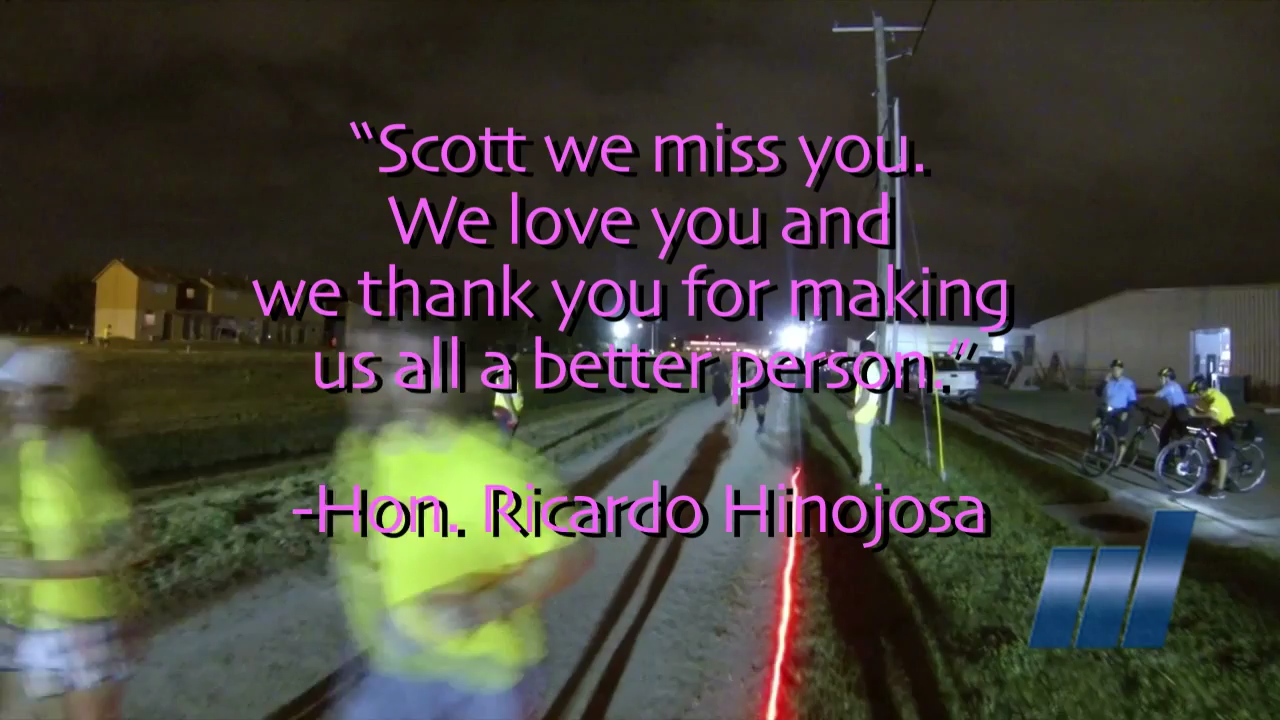 “Scott we miss you.
We love you and
we thank you for making
us all a better person.”
-Hon. Ricardo Hinojosa